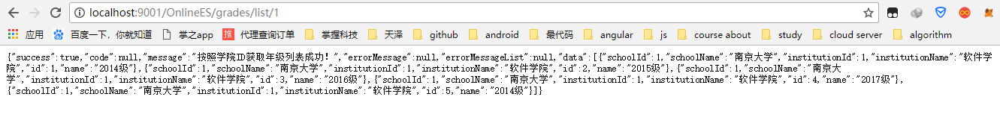 localhost:9001/OnlineES/grades/list/1
应用 百度一下，你就知道 掌之app 推 代理查询订单 掌握科技 天泽 github android 最代码 angular js course about study cloud server algorithm
{"success":true,"code":null,"message":"按照学院ID获取年级列表成功！","errorMessage":null,"errorMessageList":null,"data":[{"schoolId":1,"schoolName":"南京大学","institutionId":1,"institutionName":"软件学
院","id":1,"name":"2014级"},{"schoolId":1,"schoolName":"南京大学","institutionId":1,"institutionName":"软件学院","id":2,"name":"2015级"},{"schoolId":1,"schoolName":"南京大
学","institutionId":1,"institutionName":"软件学院","id":3,"name":"2016级"},{"schoolId":1,"schoolName":"南京大学","institutionId":1,"institutionName":"软件学院","id":4,"name":"2017级"},
{"schoolId":1,"schoolName":"南京大学","institutionId":1,"institutionName":"软件学院","id":5,"name":"2014级"}]}